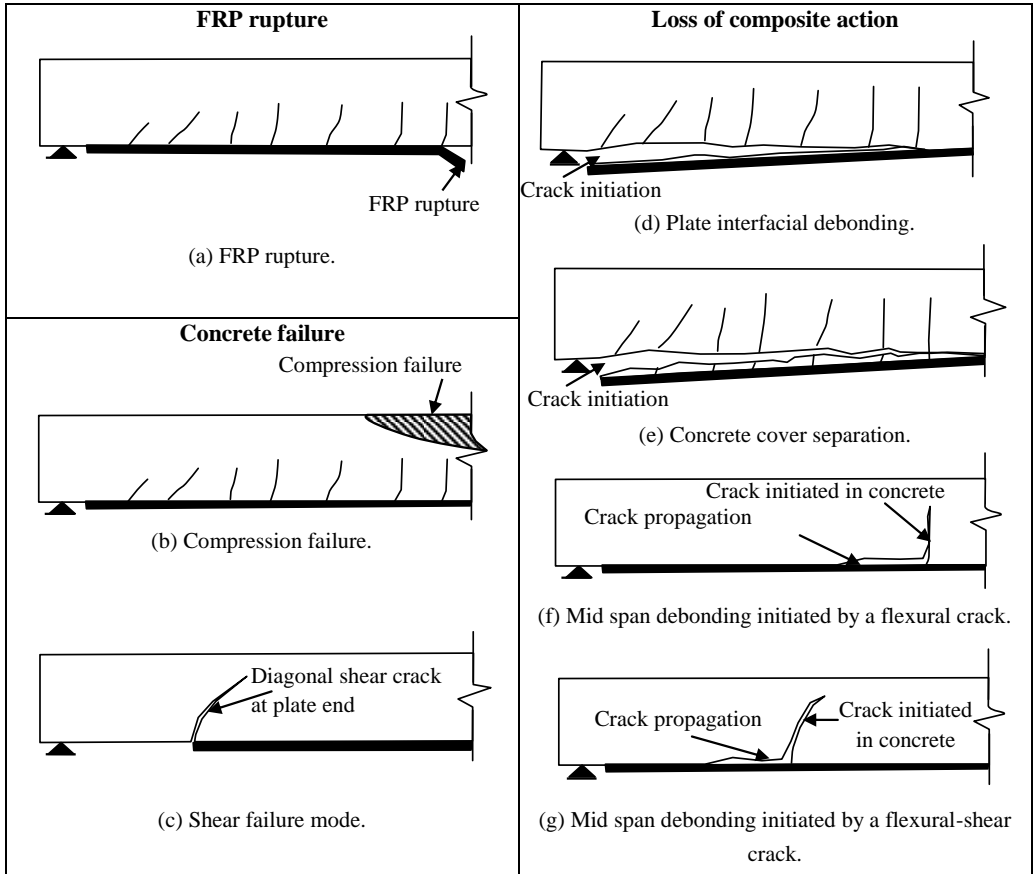 FRP rupture
FRP rupture
(a) FRP rupture.
Concrete failure
Compression failure
(b) Compression failure.
Diagonal shear crack
at plate end
(c) Shear failure mode.
Loss of composite action
Crack initiation
(d) Plate interfacial debonding.
Crack initiation
(e) Concrete cover separation.
Crack initiated in concrete
Crack propagation
(f) Mid span debonding initiated by a flexural crack.
Crack propagation
Crack initiated
in concrete
(g) Mid span debonding initiated by a flexural-shear
crack.